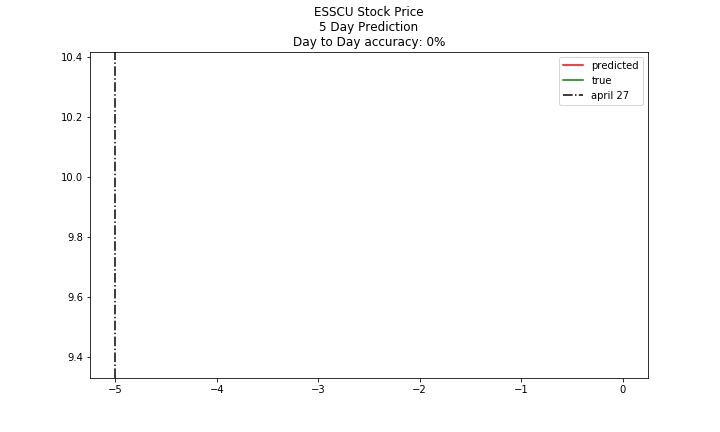 ESSCU Stock Price
5 Day Prediction
Day to Day accuracy: 0%
10.4
10.2
10.0
9.8
9.6
9.4
−5
−4
−3
−2
−1
0
predicted
true
april 27